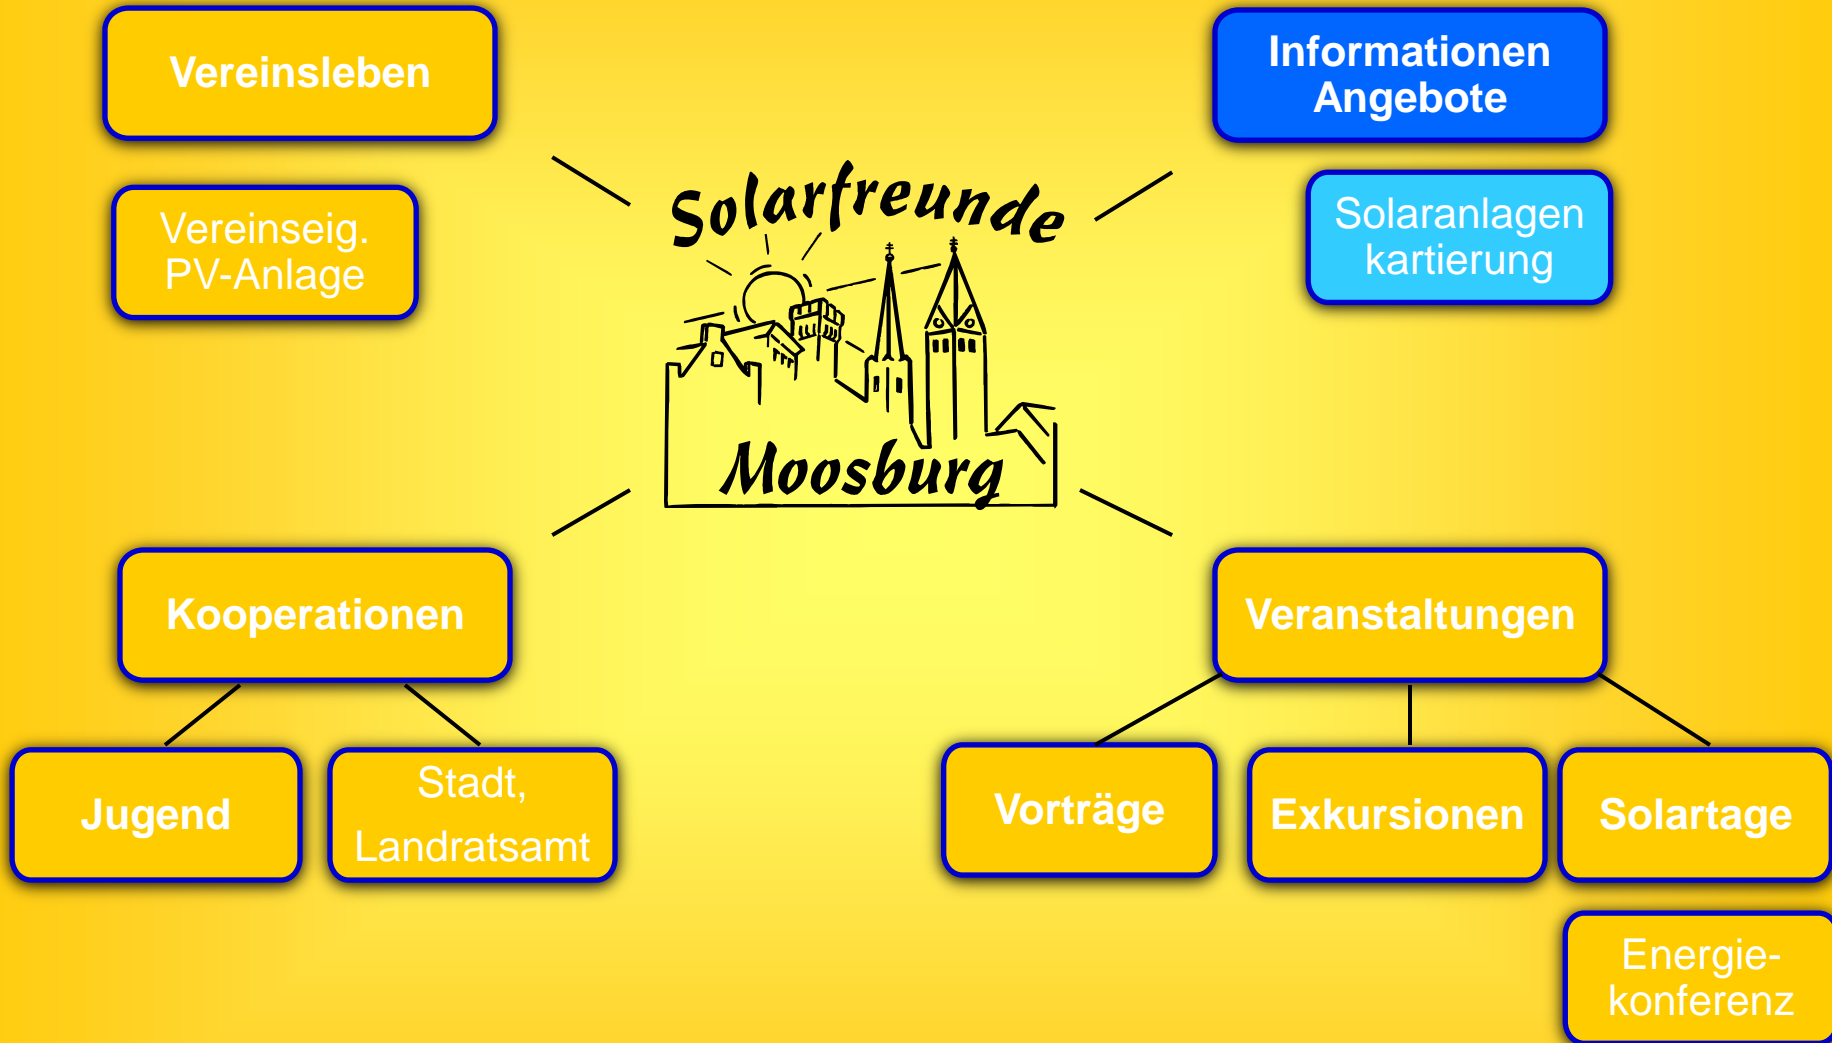 Vereinsleben
Informationen
Angebote
Vereinseig.
PV-Anlage
Solarfreunde
Moosburg
Solaranlagen
kartierung
Kooperationen
Veranstaltungen
Jugend
Stadt,
Landratsamt
Vorträge
Exkursionen
Solartage
Energie-
konferenz